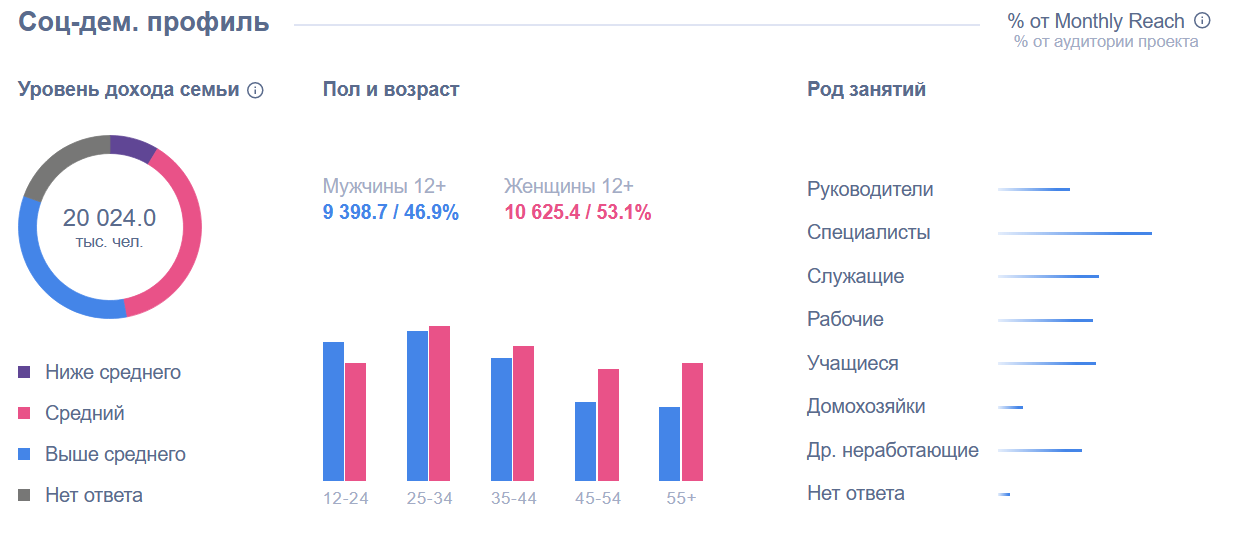 Соц-дем. профиль
% от Monthly Reach
% от аудитории проекта
Уровень дохода семьи
20 024.0
тыс. чел.
Ниже среднего
Средний
Выше среднего
Нет ответа
Пол и возраст
Мужчины 12+
9 398.7 / 46.9%
Женщины 12+
10 625.4 / 53.1%
12-24 25-34 35-44 45-54 55+
Род занятий
Руководители
Специалисты
Служащие
Рабочие
Учащиеся
Домохозяйки
Др. неработающие
Нет ответа